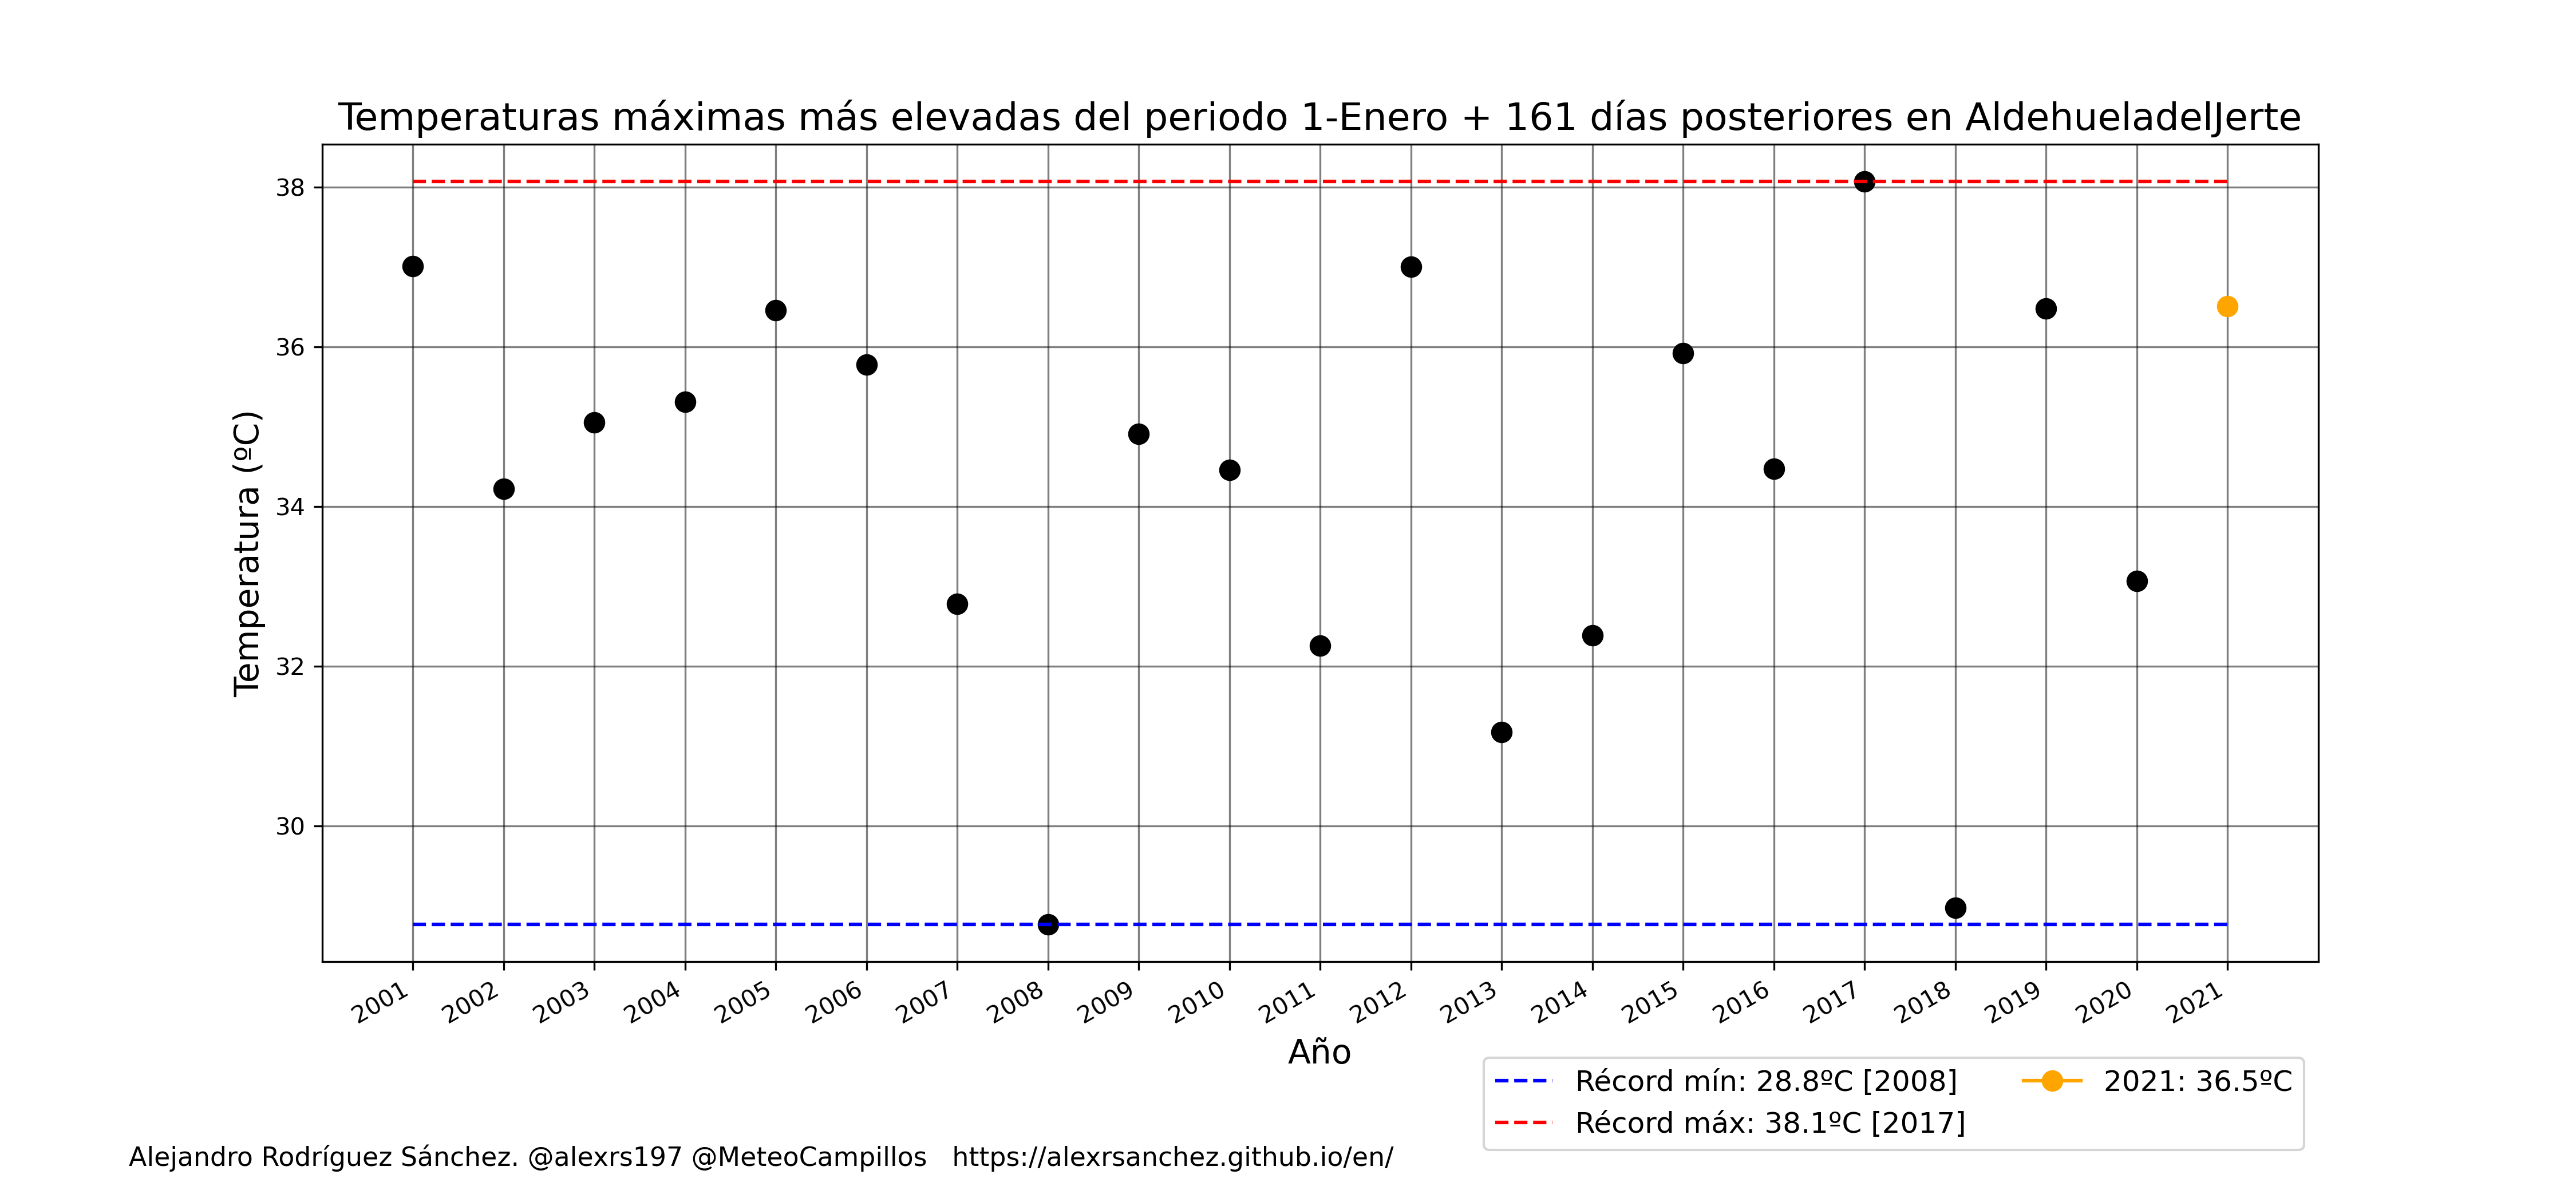 Temperaturas máximas más elevadas del periodo 1-Enero + 161 días posteriores en AldehueladelJerte
Temperatura (ºC)
38
36
34
32
30
2001 2002 2003 2004 2005 2006 2007 2008 2009 2010 2011 2012 2013 2014 2015 2016 2017 2018 2019 2020 2021
Año
Récord mín: 28.8ºC [2008]
Récord máx: 38.1ºC [2017]
2021: 36.5ºC
Alejandro Rodríguez Sánchez. @alexrs197 @MeteoCampillos https://alexrsanchez.github.io/en/